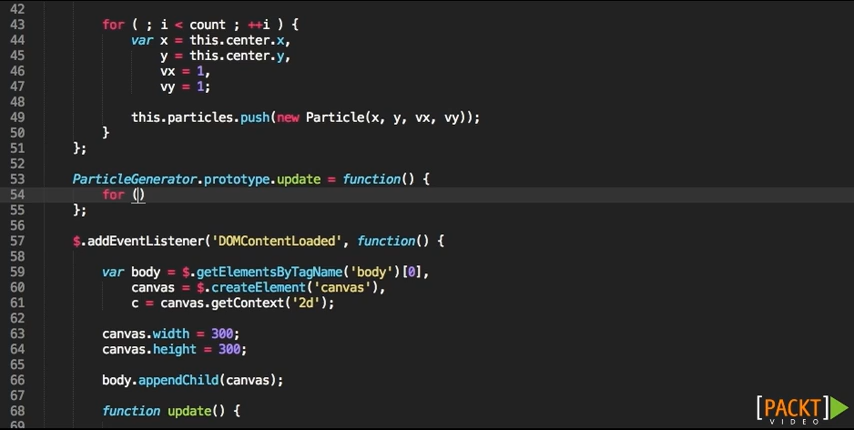 42
43 for ( ; i < count ; ++i ) {
44 var x = this.center.x,
45 y = this.center.y,
46 vx = 1,
47 vy = 1;
48
49 this.particles.push(new Particle(x, y, vx, vy));
50 }
51 };
52
53 ParticleGenerator.prototype.update = function() {
54 for ()
55 };
56
57 $.addEventListener('DOMContentLoaded', function() {
58
59 var body = $.getElementsByTagName('body')[0],
60 canvas = $.createElement('canvas'),
61 c = canvas.getContext('2d');
62
63 canvas.width = 300;
64 canvas.height = 300;
65
66 body.appendChild(canvas);
67
68 function update() {
69
[PACKT]
VIDEO